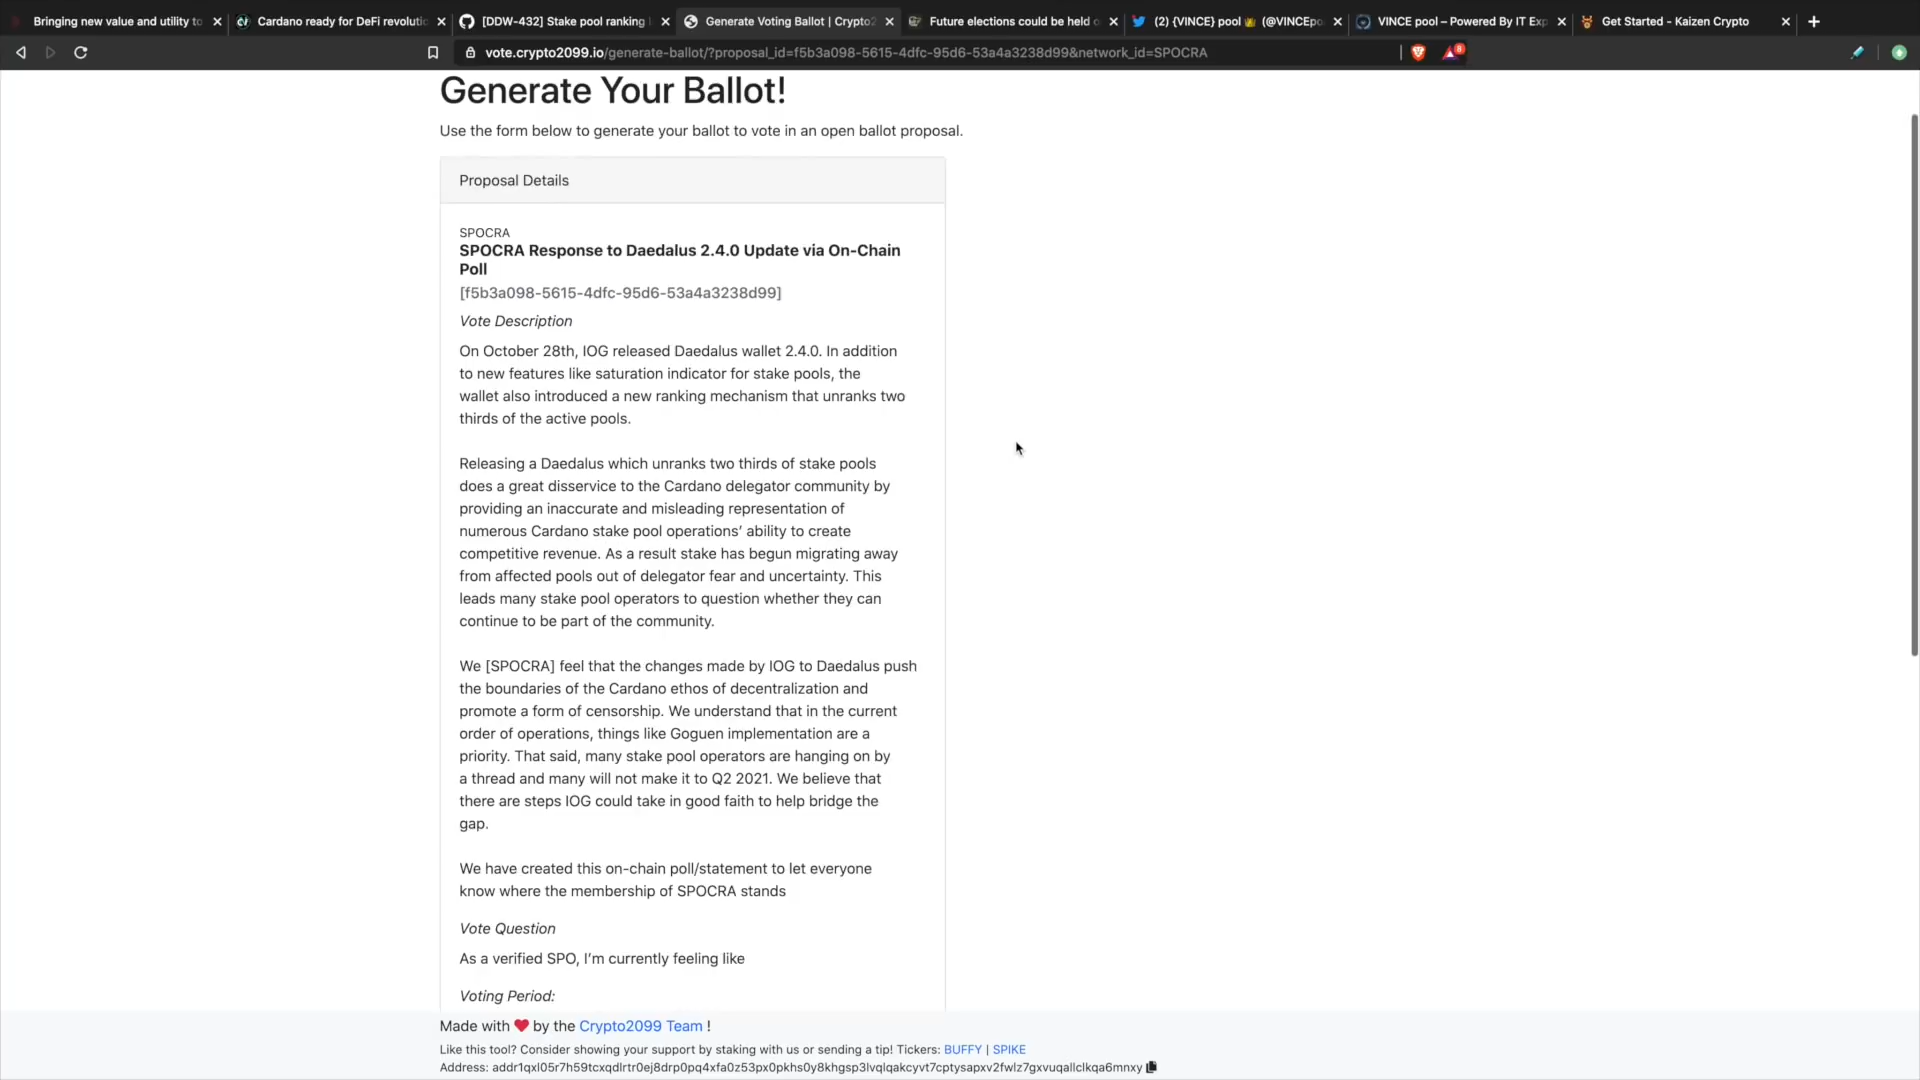 Bringing new value and utility to
Cardano ready for DeFi revolutic
[DDW-432] Stake pool ranking
Generate Voting Ballot | Crypto2
Future elections could be held o
(2) {VINCE} pool (@VINCEpo
VINCE pool – Powered By IT Exp
Get Started - Kaizen Crypto
vote.crypto2099.io/generate-ballot/?proposal_id=f5b3a098-5615-4dfc-95d6-53a4a3238d99&network_id=SPOCRA
8
Generate Your Ballot!
Use the form below to generate your ballot to vote in an open ballot proposal.
Proposal Details
SPOCRA
SPOCRA Response to Daedalus 2.4.0 Update via On-Chain
Poll
[f5b3a098-5615-4dfc-95d6-53a4a3238d99]
Vote Description
On October 28th, IOG released Daedalus wallet 2.4.0. In addition
to new features like saturation indicator for stake pools, the
wallet also introduced a new ranking mechanism that unranks two
thirds of the active pools.
Releasing a Daedalus which unranks two thirds of stake pools
does a great disservice to the Cardano delegator community by
providing an inaccurate and misleading representation of
numerous Cardano stake pool operations’ ability to create
competitive revenue. As a result stake has begun migrating away
from affected pools out of delegator fear and uncertainty. This
leads many stake pool operators to question whether they can
continue to be part of the community.
We [SPOCRA] feel that the changes made by IOG to Daedalus push
the boundaries of the Cardano ethos of decentralization and
promote a form of censorship. We understand that in the current
order of operations, things like Goguen implementation are a
priority. That said, many stake pool operators are hanging on by
a thread and many will not make it to Q2 2021. We believe that
there are steps IOG could take in good faith to help bridge the
gap.
We have created this on-chain poll/statement to let everyone
know where the membership of SPOCRA stands
Vote Question
As a verified SPO, I’m currently feeling like
Voting Period:
Made with ❤ by the Crypto2099 Team !
Like this tool? Consider showing your support by staking with us or sending a tip! Tickers: BUFFY | SPIKE
Address: addr1qxl05r7h59tcxqdlrtr0ej8drp0pq4xfa0z53px0pkhs0y8khgsp3lvqlqakcyvt7cptysapxv2fwlz7gxvuqallclkqa6mnxy